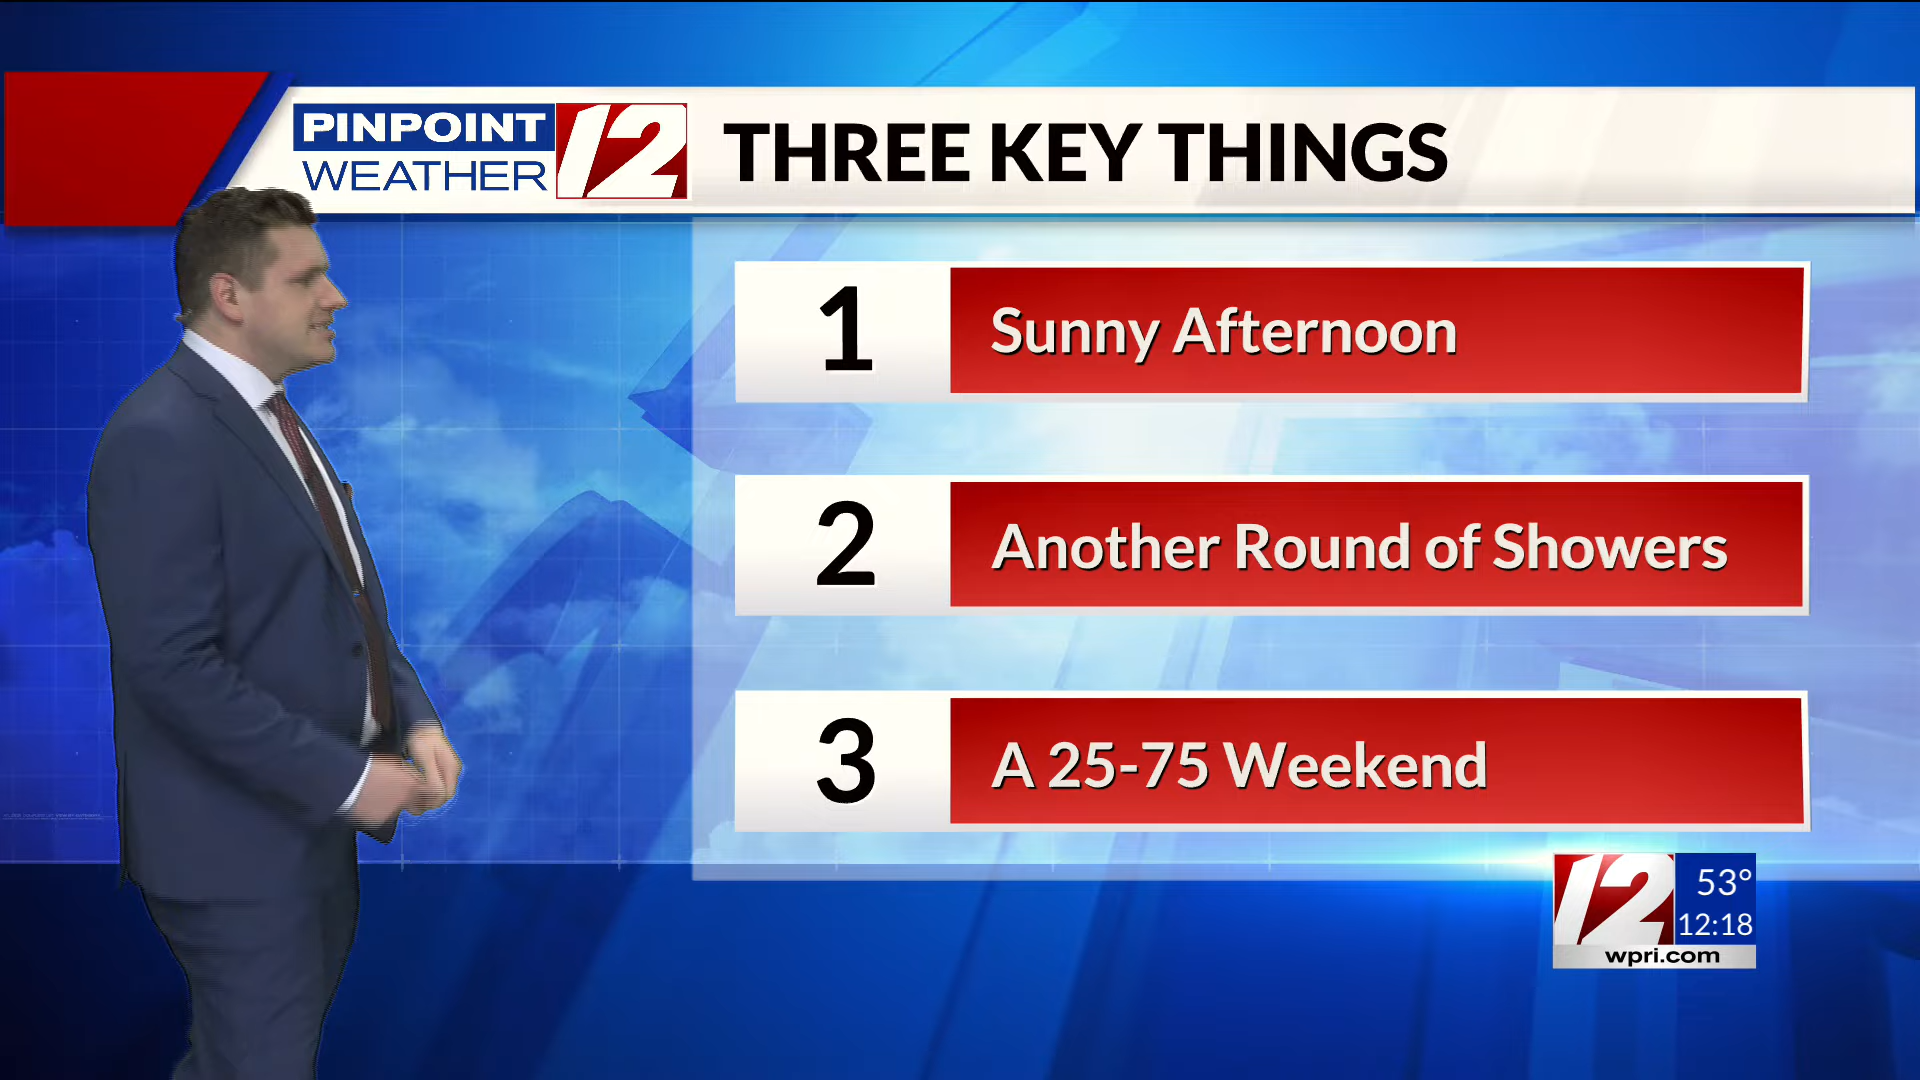 PINPOINT
WEATHER
12
THREE KEY THINGS
1
Sunny Afternoon
2
Another Round of Showers
3
A 25-75 Weekend
12
53°
12:18
wpri.com